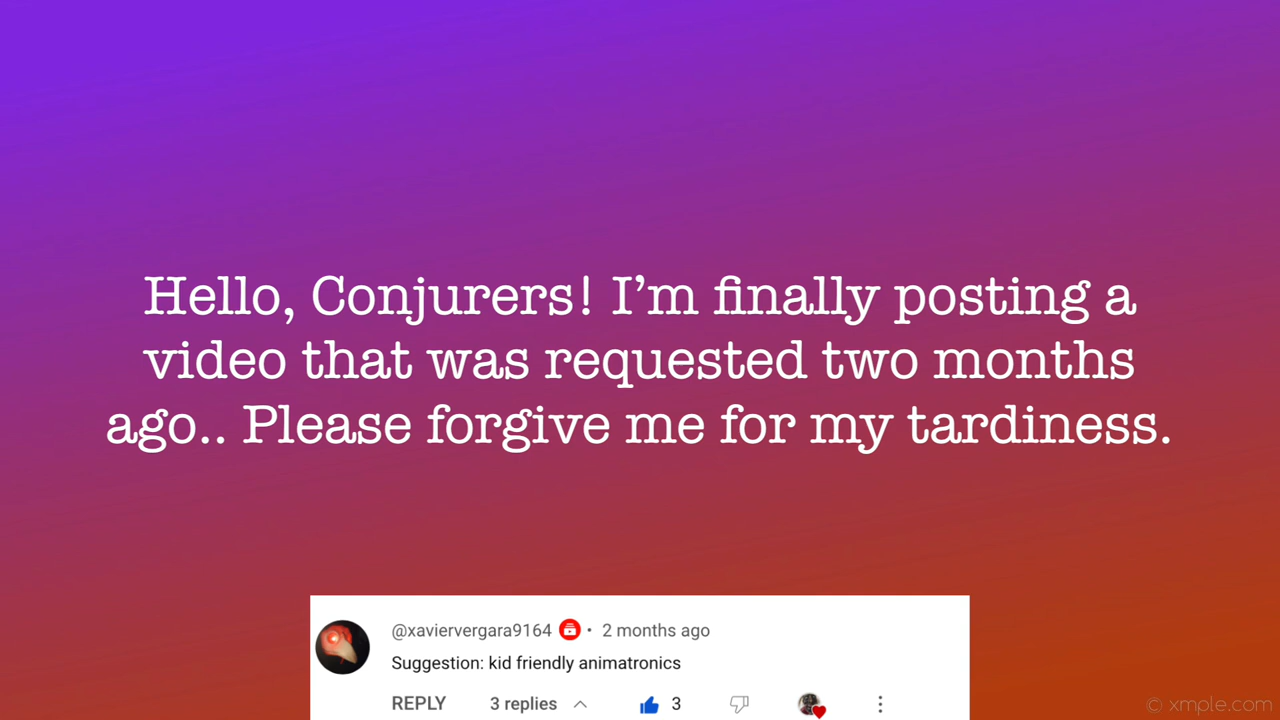 Hello, Conjurers! I’m finally posting a
video that was requested two months
ago.. Please forgive me for my tardiness.
@xaviervergara9164 • 2 months ago
Suggestion: kid friendly animatronics
REPLY 3 replies 3
© xmple.com